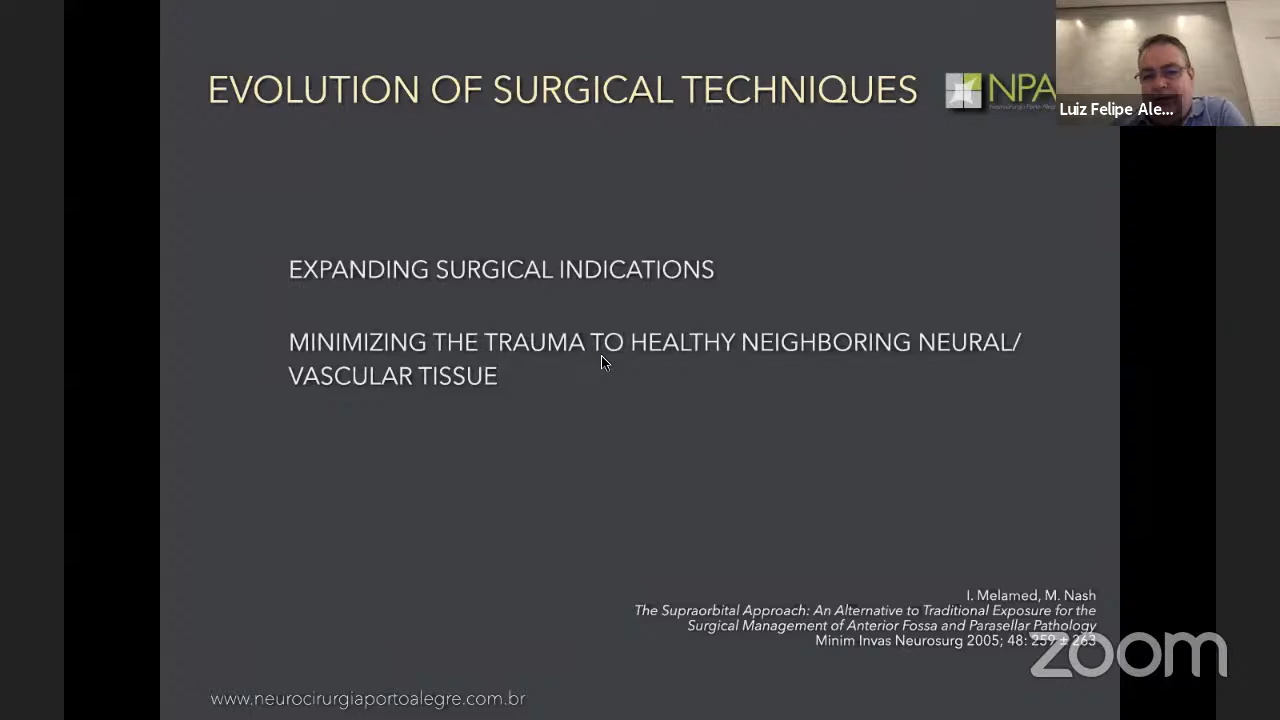 EVOLUTION OF SURGICAL TECHNIQUES
NPA
Luiz Felipe Ale...
EXPANDING SURGICAL INDICATIONS
MINIMIZING THE TRAUMA TO HEALTHY NEIGHBORING NEURAL/
VASCULAR TISSUE
I. Melamed, M. Nash
The Supraorbital Approach: An Alternative to Traditional Exposure for the
Surgical Management of Anterior Fossa and Parasellar Pathology
Minim Invas Neurosurg 2005; 48: 259 ± 263
zoom
www.neurocirurgiaportoalegre.com.br